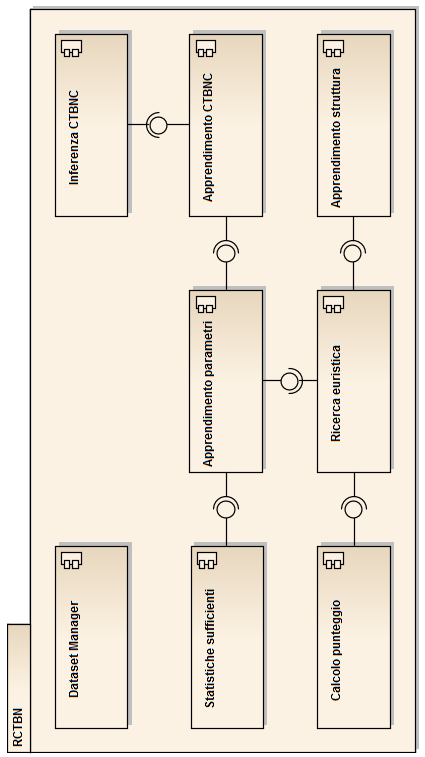 RCTBN
Dataset Manager
Inferenza CTBNC
Statistiche sufficienti
Apprendimento parametri
Apprendimento CTBNC
Calcolo punteggio
Ricerca euristica
Apprendimento struttura